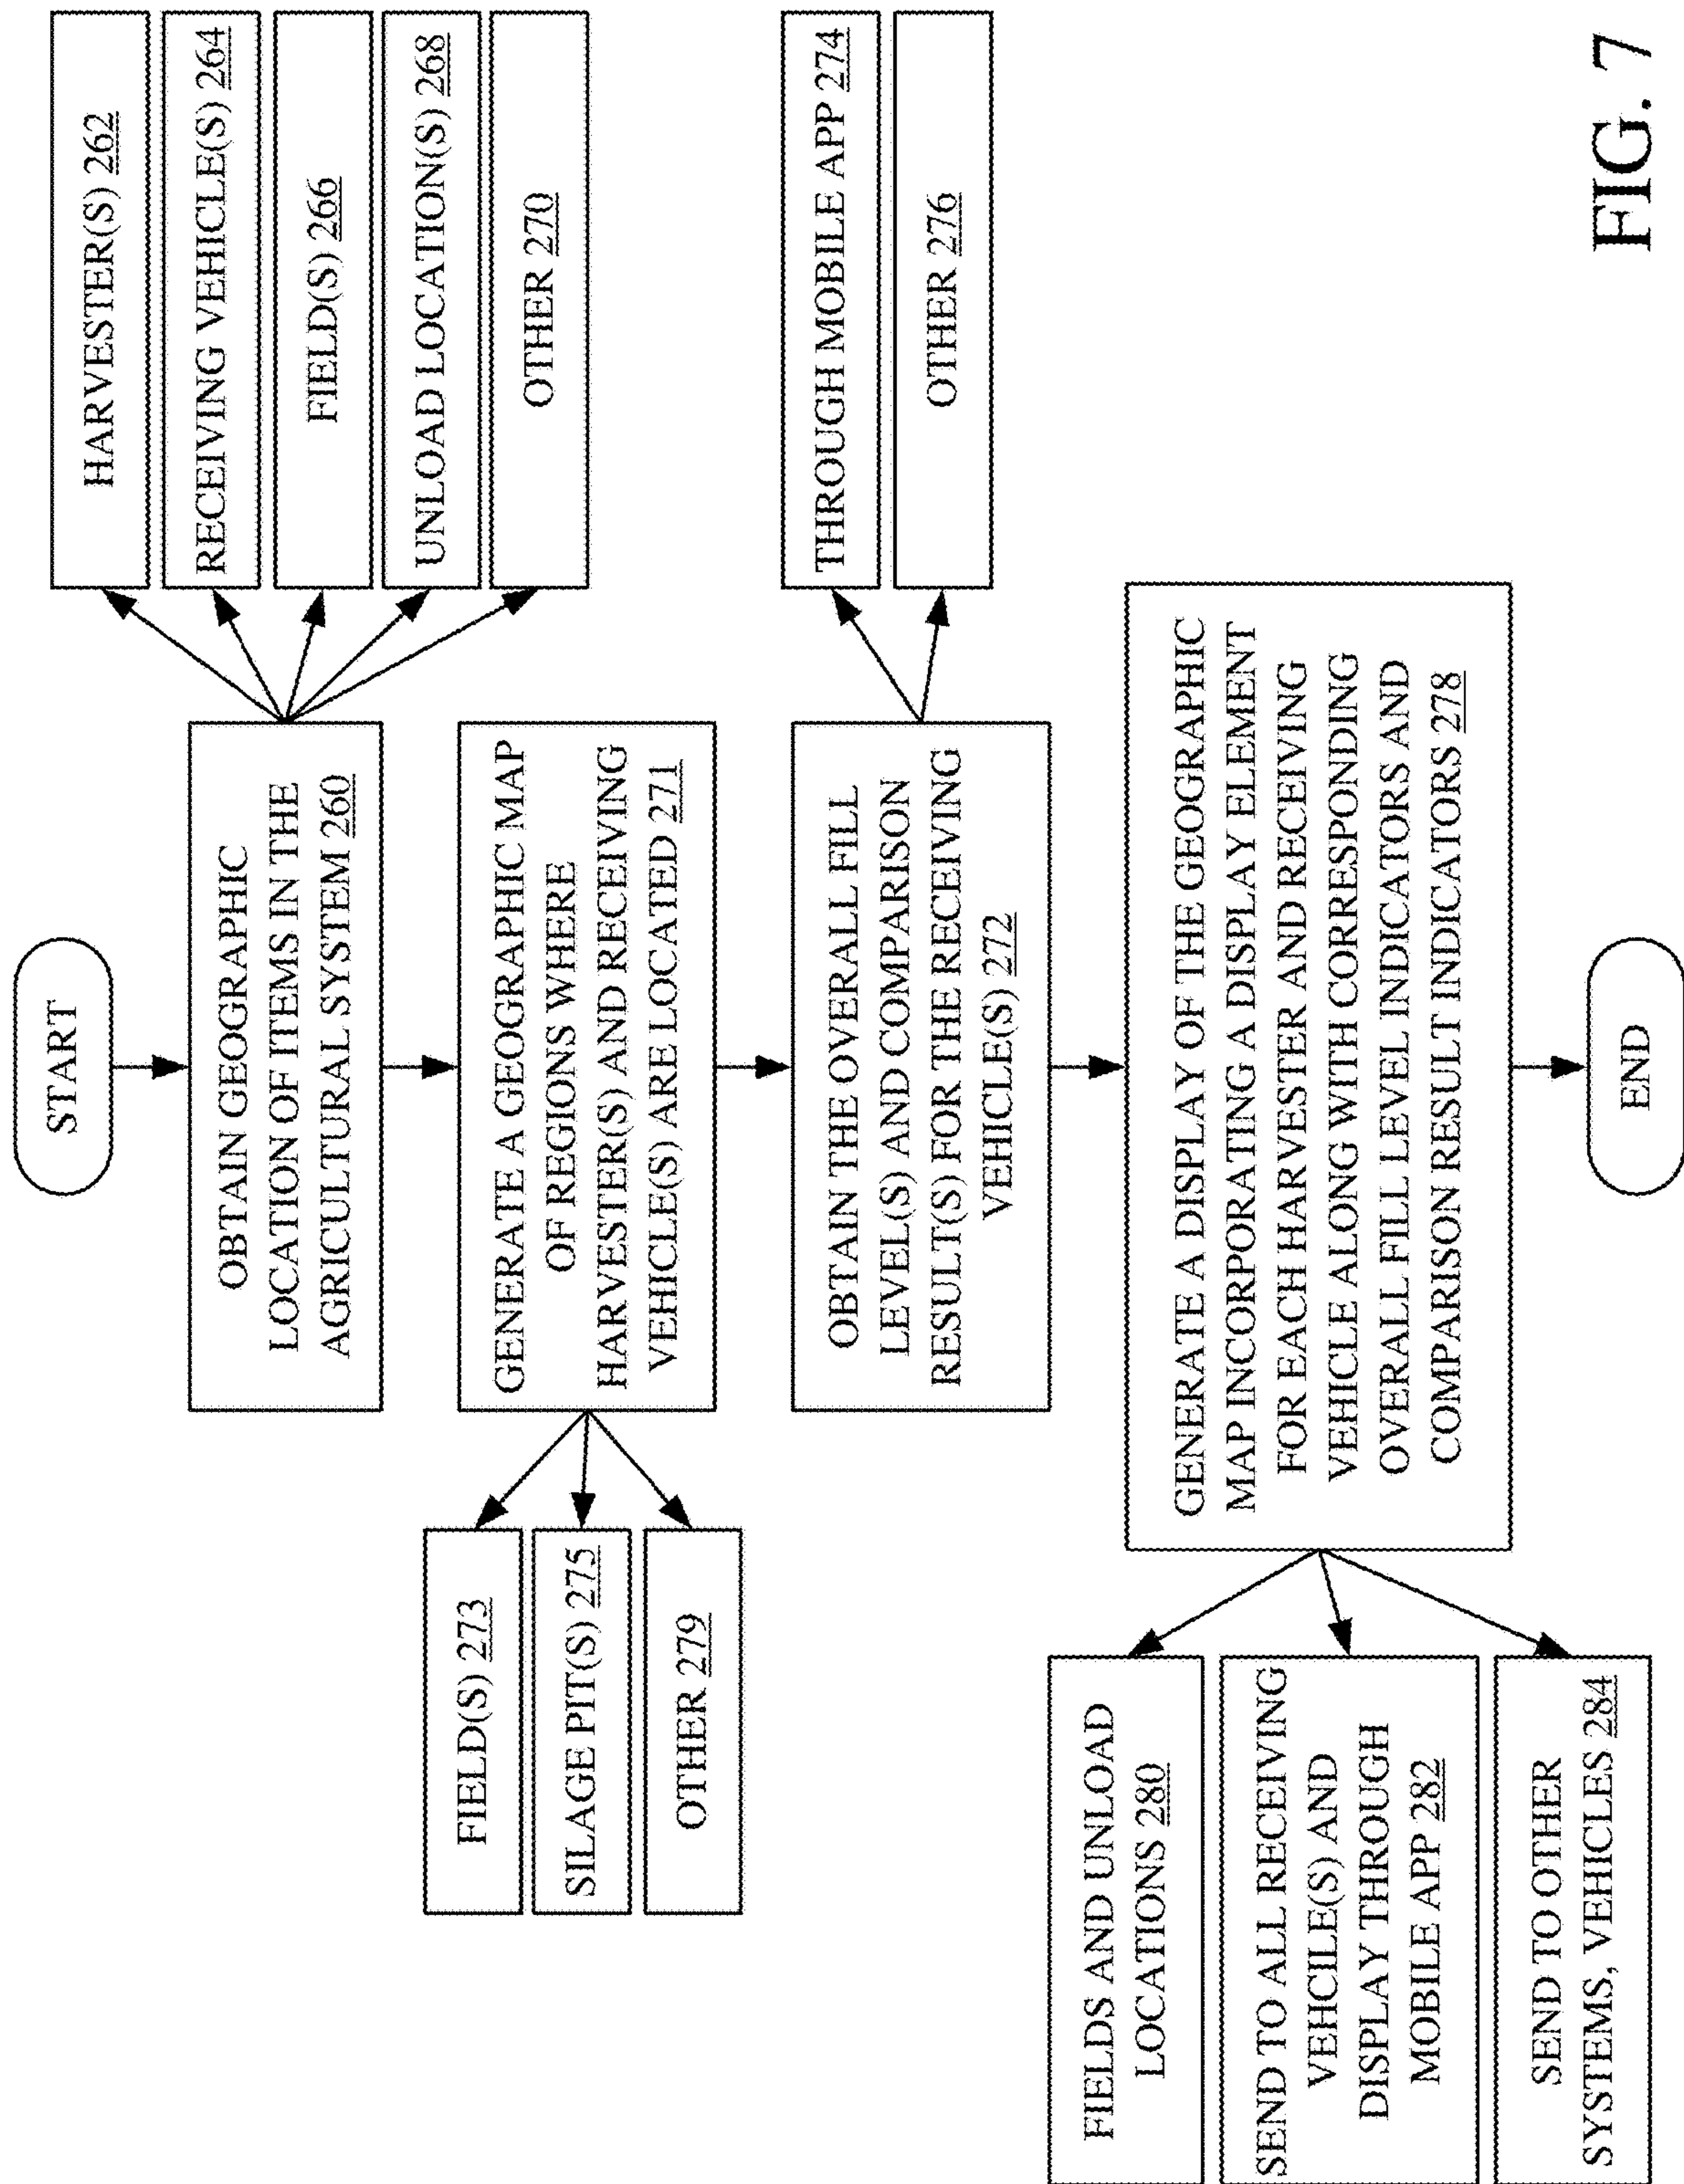 START
OBTAIN GEOGRAPHIC
LOCATION OF ITEMS IN THE
AGRICULTURAL SYSTEM 260
HARVESTER(S) 262
RECEIVING VEHICLE(S) 264
FIELD(S) 266
UNLOAD LOCATION(S) 268
OTHER 270
GENERATE A GEOGRAPHIC MAP
OF REGIONS WHERE
HARVESTER(S) AND RECEIVING
VEHICLE(S) ARE LOCATED 271
FIELD(S) 273
SILAGE PIT(S) 275
OTHER 279
OBTAIN THE OVERALL FILL
LEVEL(S) AND COMPARISON
RESULT(S) FOR THE RECEIVING
VEHICLE(S) 272
THROUGH MOBILE APP 274
OTHER 276
GENERATE A DISPLAY OF THE GEOGRAPHIC
MAP INCORPORATING A DISPLAY ELEMENT
FOR EACH HARVESTER AND RECEIVING
VEHICLE ALONG WITH CORRESPONDING
OVERALL FILL LEVEL INDICATORS AND
COMPARISON RESULT INDICATORS 278
FIELDS AND UNLOAD
LOCATIONS 280
SEND TO ALL RECEIVING
VEHCILE(S) AND
DISPLAY THROUGH
MOBILE APP 282
SEND TO OTHER
SYSTEMS, VEHICLES 284
END
FIG. 7